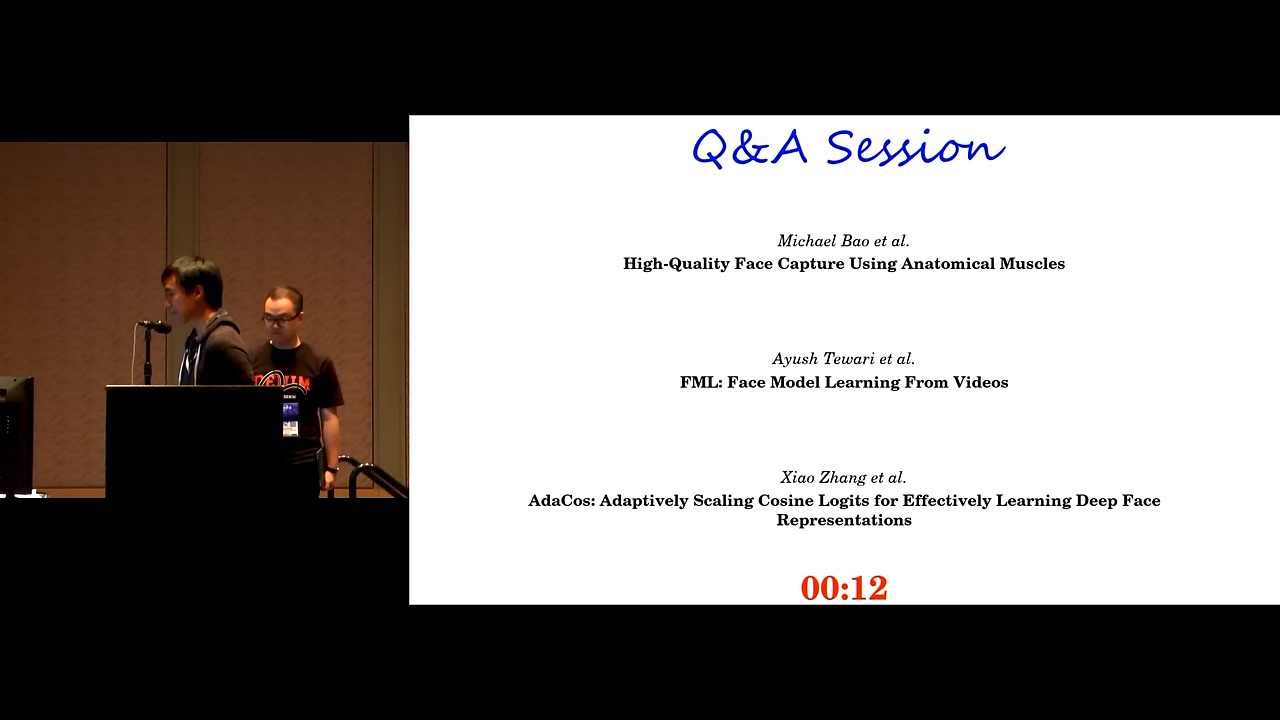 Q&A Session
Michael Bao et al.
High-Quality Face Capture Using Anatomical Muscles
Ayush Tewari et al.
FML: Face Model Learning From Videos
Xiao Zhang et al.
AdaCos: Adaptively Scaling Cosine Logits for Effectively Learning Deep Face
Representations
00:12